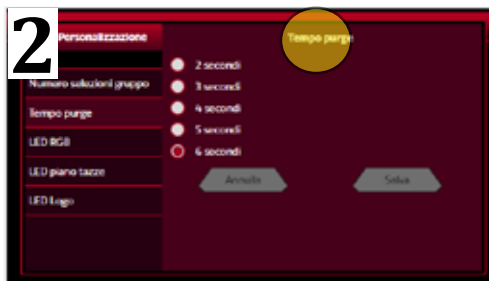 2
Personalizzazione
Tempo purge
Numero selezioni gruppo
Tempo purge
LED RGB
LED piano tazze
LED Logo
2 secondi
3 secondi
4 secondi
5 secondi
6 secondi
Annulla
Salva